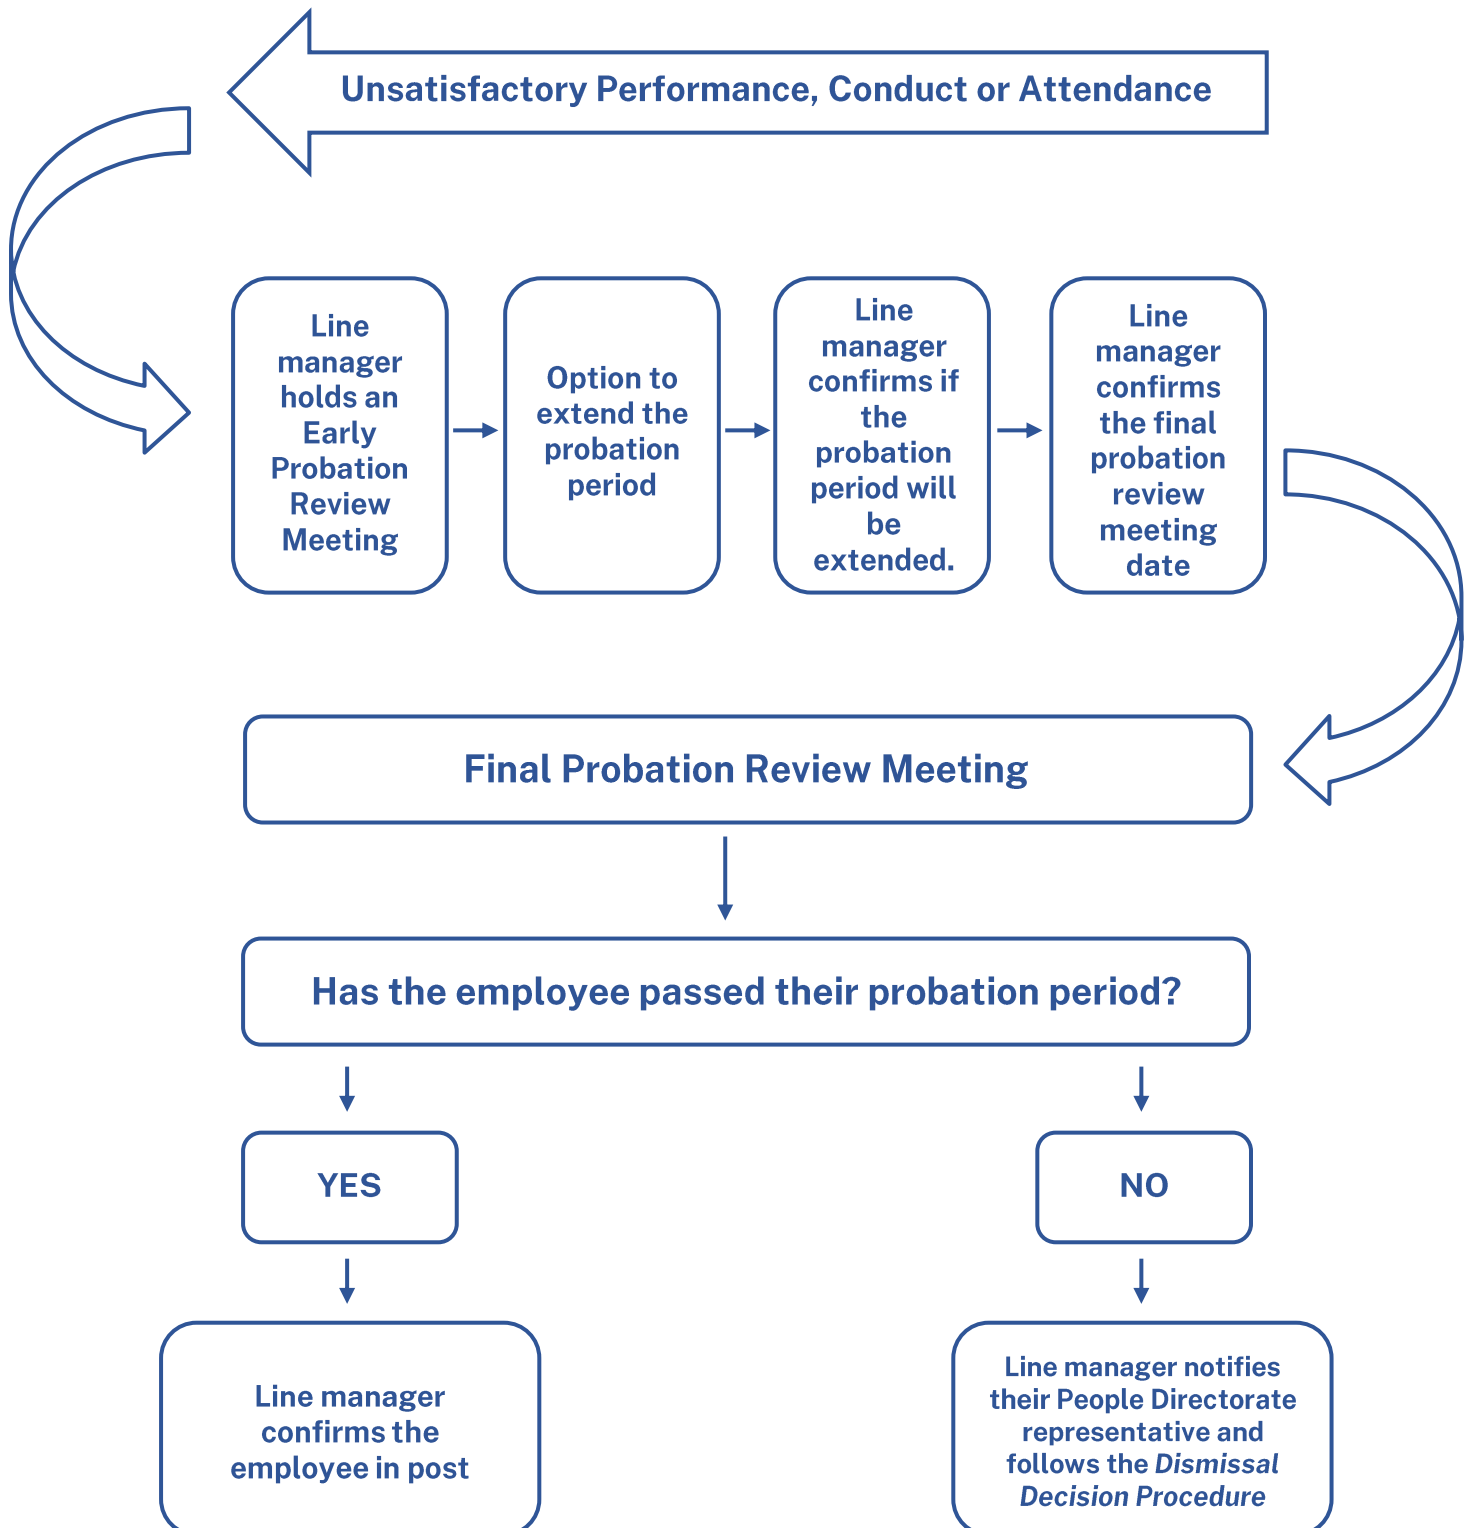 Unsatisfactory Performance, Conduct or Attendance
Line
manager
holds an
Early
Probation
Review
Meeting
Option to
extend the
probation
period
Line
manager
confirms if
the
probation
period will
be
extended.
Line
manager
confirms
the final
probation
review
meeting
date
Final Probation Review Meeting
Has the employee passed their probation period?
YES
NO
Line manager
confirms the
employee in post
Line manager notifies
their People Directorate
representative and
follows the Dismissal
Decision Procedure